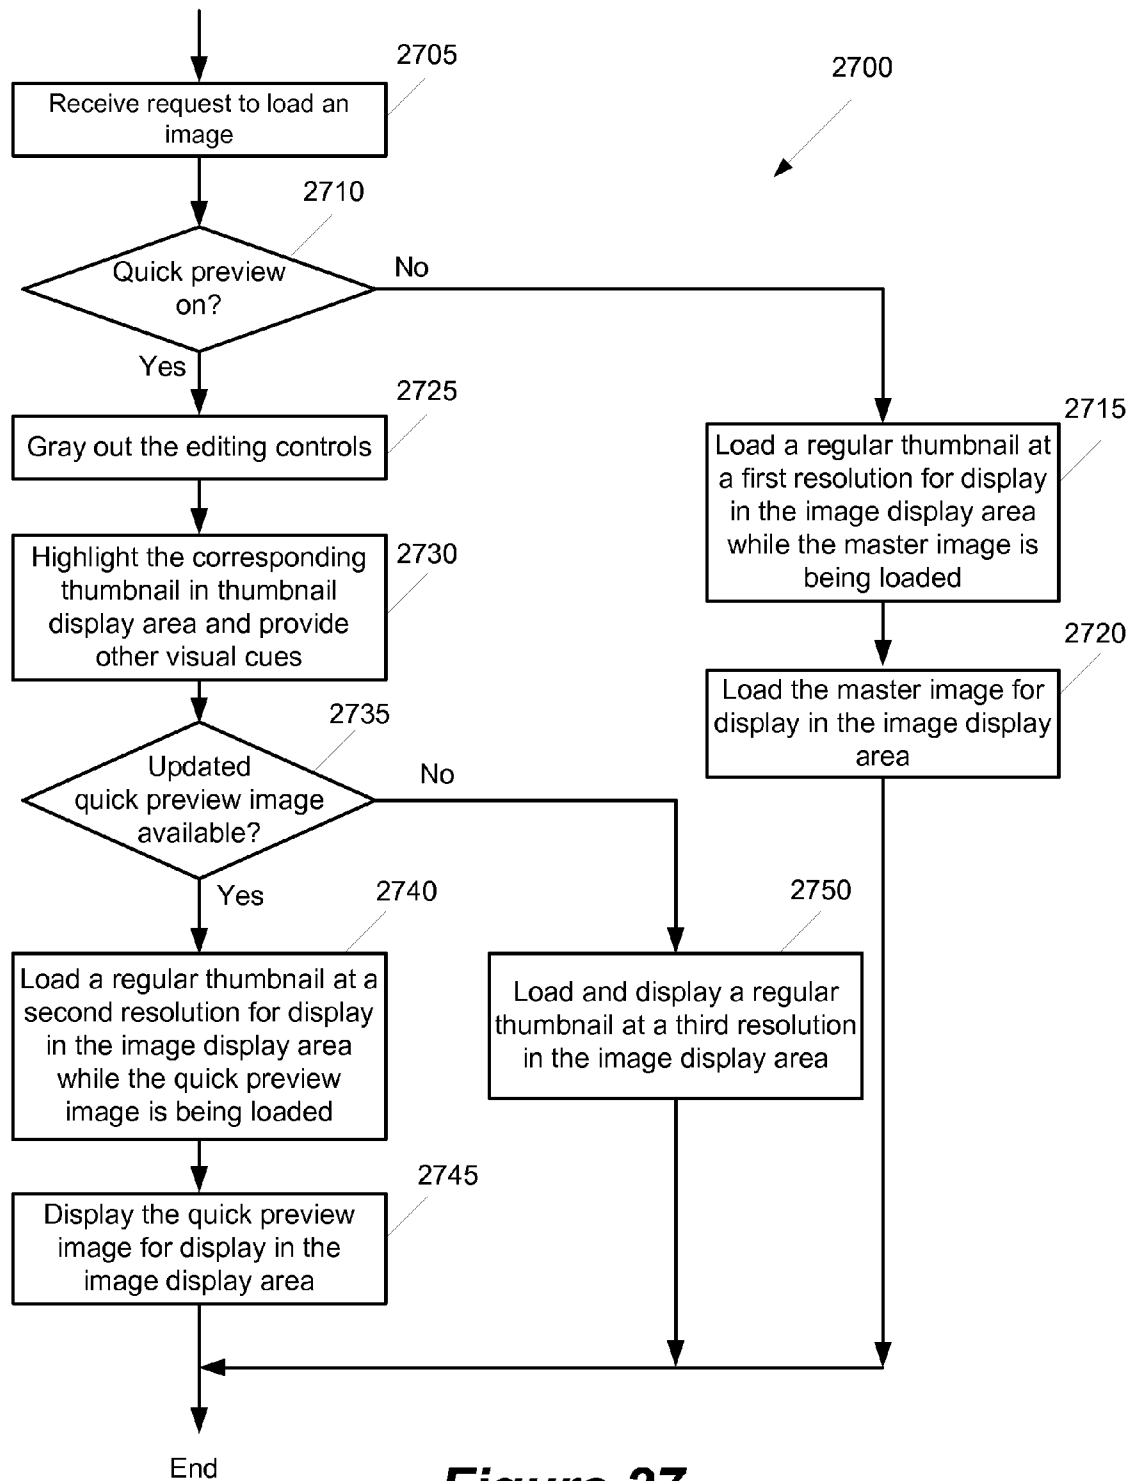 2705
2700
Receive request to load an
image
2710
Quick preview
on?
No
Yes
2725
Gray out the editing controls
2715
Load a regular thumbnail at
a first resolution for display
in the image display area
while the master image is
being loaded
2730
Highlight the corresponding
thumbnail in thumbnail
display area and provide
other visual cues
2720
Load the master image for
display in the image display
area
2735
Updated
quick preview image
available?
No
Yes
2740
Load a regular thumbnail at a
second resolution for display
in the image display area
while the quick preview
image is being loaded
2750
Load and display a regular
thumbnail at a third resolution
in the image display area
2745
Display the quick preview
image for display in the
image display area
End
Figure 27